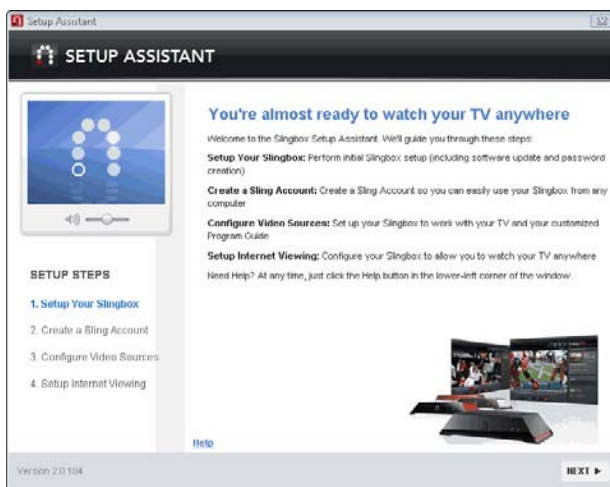 Setup Assistant
SETUP ASSISTANT
You're almost ready to watch your TV anywhere
Welcome to the Slingbox Setup Assistant. We'll guide you through these steps:
Setup Your Slingbox: Perform initial Slingbox setup (including software update and password
creation)
Create a Sling Account: Create a Sling Account so you can easily use your Slingbox from any
computer
Configure Video Sources: Set up your Slingbox to work with your TV and your customized
Program Guide
Setup Internet Viewing: Configure your Slingbox to allow you to watch your TV anywhere
Need Help? At any time, just click the Help button in the lower-left corner of the window.
SETUP STEPS
1. Setup Your Slingbox
2. Create a Sling Account
3. Configure Video Sources
4. Setup Internet Viewing
Help
Version 2.0.104
NEXT